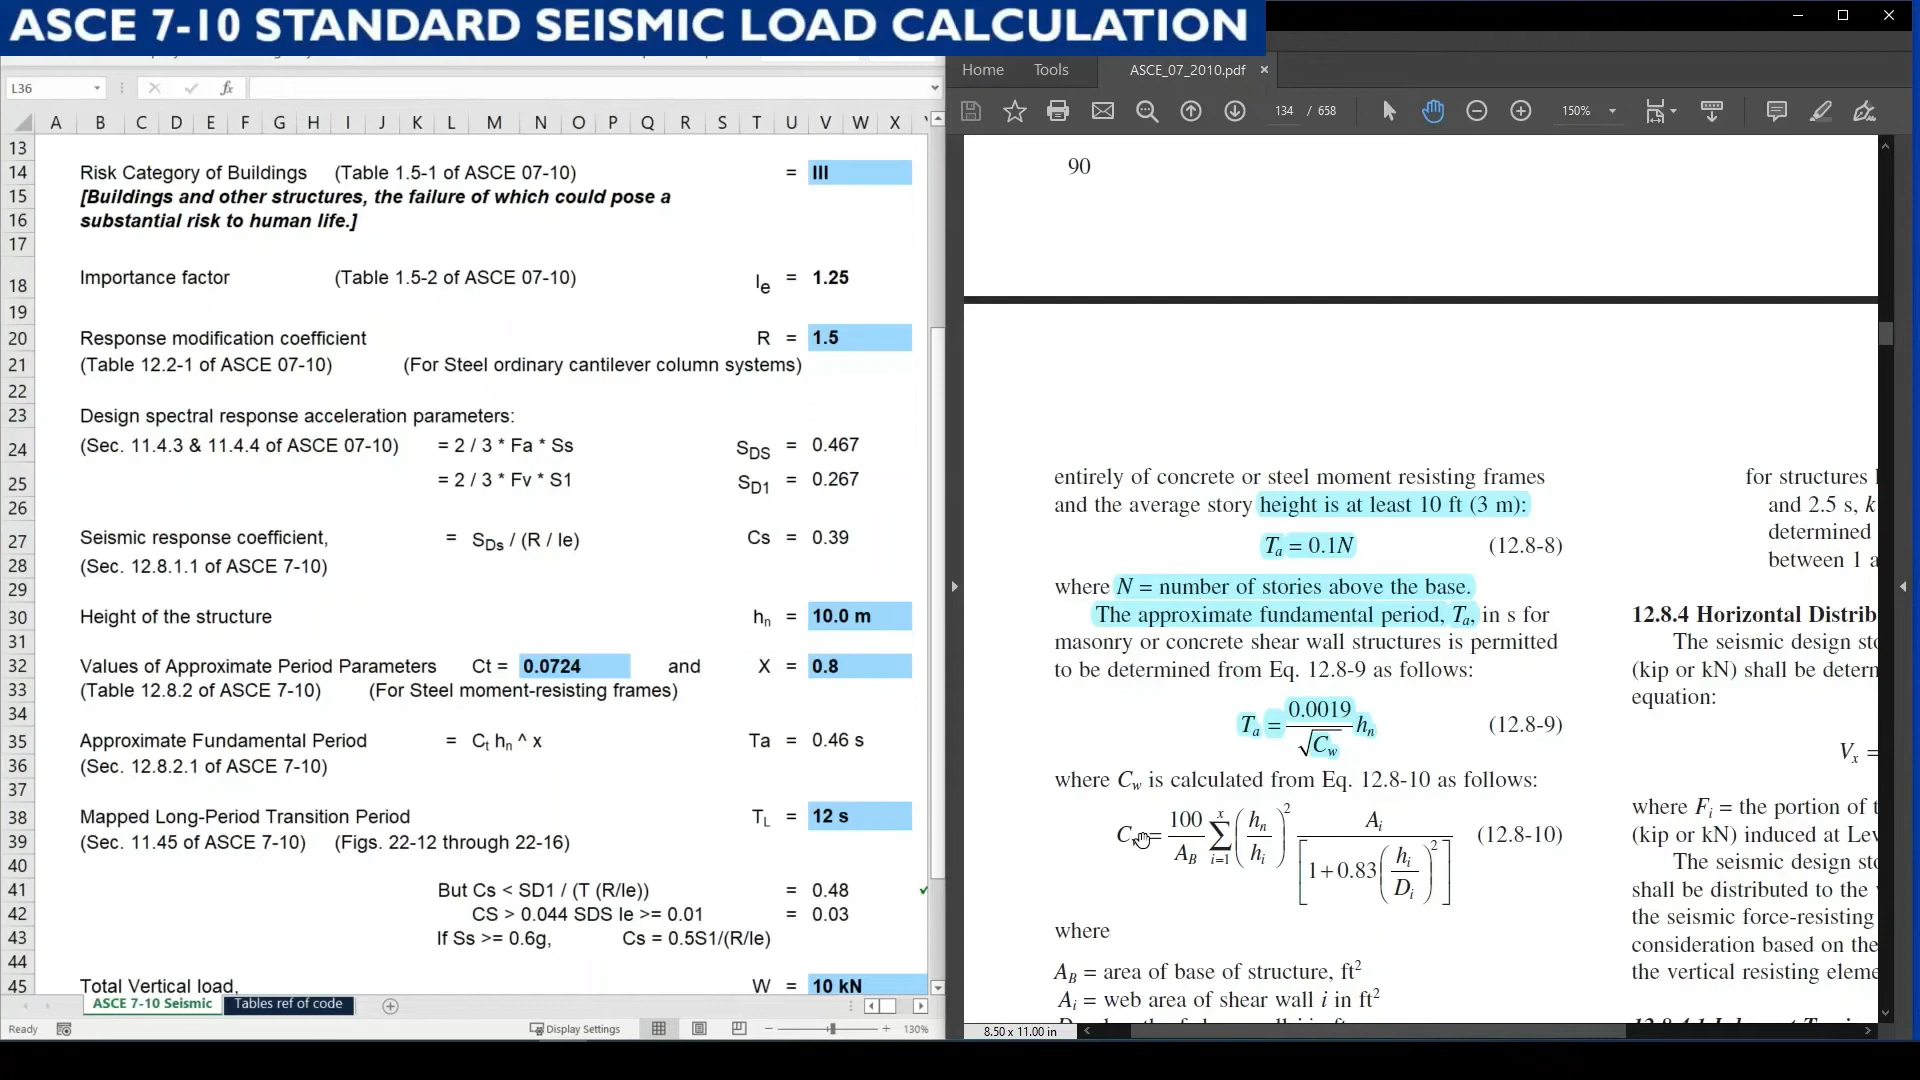 ASCE 7-10 STANDARD SEISMIC LOAD CALCULATION
L36
fx
A B C D E F G H I J K L M N O P Q R S T U V W X
13
14 Risk Category of Buildings (Table 1.5-1 of ASCE 07-10) = III
15 [Buildings and other structures, the failure of which could pose a
16 substantial risk to human life.]
17
18 Importance factor (Table 1.5-2 of ASCE 07-10) Ie = 1.25
19
20 Response modification coefficient R = 1.5
21 (Table 12.2-1 of ASCE 07-10) (For Steel ordinary cantilever column systems)
22
23 Design spectral response acceleration parameters:
24 (Sec. 11.4.3 & 11.4.4 of ASCE 07-10) = 2 / 3 * Fa * Ss SDS = 0.467
25 = 2 / 3 * Fv * S1 SD1 = 0.267
26
27 Seismic response coefficient, = SDs / (R / Ie) Cs = 0.39
28 (Sec. 12.8.1.1 of ASCE 7-10)
29
30 Height of the structure hn = 10.0 m
31
32 Values of Approximate Period Parameters Ct = 0.0724 and X = 0.8
33 (Table 12.8.2 of ASCE 7-10) (For Steel moment-resisting frames)
34
35 Approximate Fundamental Period = Ct hn ^ x Ta = 0.46 s
36 (Sec. 12.8.2.1 of ASCE 7-10)
37
38 Mapped Long-Period Transition Period TL = 12 s
39 (Sec. 11.45 of ASCE 7-10) (Figs. 22-12 through 22-16)
40
41 But Cs < SD1 / (T (R/Ie)) = 0.48
42 CS > 0.044 SDS Ie >= 0.01 = 0.03
43 If Ss >= 0.6g, Cs = 0.5S1/(R/Ie)
44
45 Total Vertical load, W = 10 kN
ASCE 7-10 Seismic Tables ref of code
Ready Display Settings 130%
Home Tools ASCE_07_2010.pdf ×
134 / 658 150%
90
entirely of concrete or steel moment resisting frames
and the average story height is at least 10 ft (3 m):
Ta = 0.1N (12.8-8)
where N = number of stories above the base.
The approximate fundamental period, Ta, in s for
masonry or concrete shear wall structures is permitted
to be determined from Eq. 12.8-9 as follows:
Ta = 0.0019/√Cw hn (12.8-9)
where Cw is calculated from Eq. 12.8-10 as follows:
C = 100/AB Σ x i=1 (hn/hi)² Ai/[1+0.83(hi/Di)²] (12.8-10)
where
AB = area of base of structure, ft²
Ai = web area of shear wall i in ft²
for structures
and 2.5 s, k
determined
between 1 a
12.8.4 Horizontal Distrib
The seismic design sto
(kip or kN) shall be determ
equation:
Vx =
where Fi = the portion of t
(kip or kN) induced at Lev
The seismic design sto
shall be distributed to the
the seismic force-resisting
consideration based on the
the vertical resisting eleme
8.50 x 11.00 in